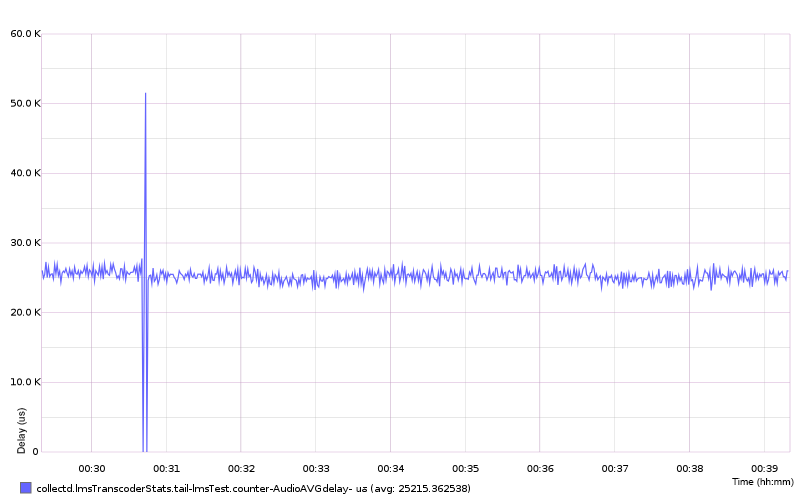 60.0 K
50.0 K
40.0 K
30.0 K
20.0 K
10.0 K
0
Delay (us)
00:30 00:31 00:32 00:33 00:34 00:35 00:36 00:37 00:38 00:39
Time (hh:mm)
collectd.lmsTranscoderStats.tail-lmsTest.counter-AudioAVGdelay- ua (avg: 25215.362538)